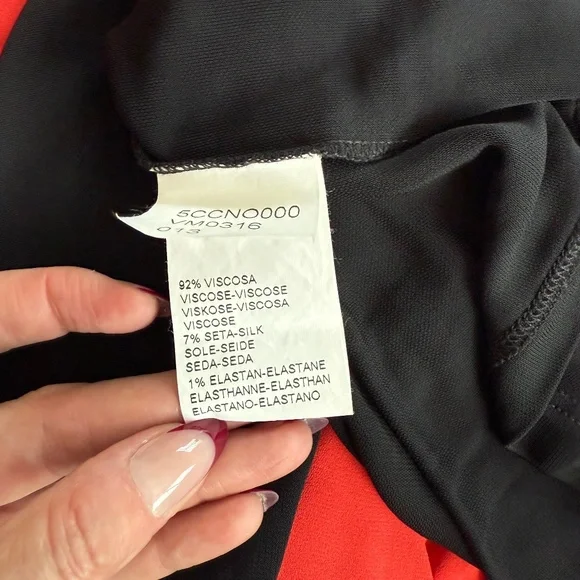 5CCNO000
VM0316
013
92% VISCOSA
VISCOSE-VISCOSE
VISKOSE-VISCOSA
VISCOSE
7% SETA-SILK
SOLE-SEIDE
SEDA-SEDA
1% ELASTAN-ELASTANE
ELASTHANNE-ELASTHAN
ELASTANO-ELASTANO